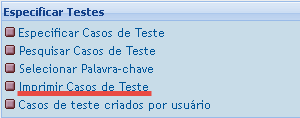 Especificar Testes
Especificar Casos de Teste
Pesquisar Casos de Teste
Selecionar Palavra-chave
Imprimir Casos de Teste
Casos de teste criados por usuário